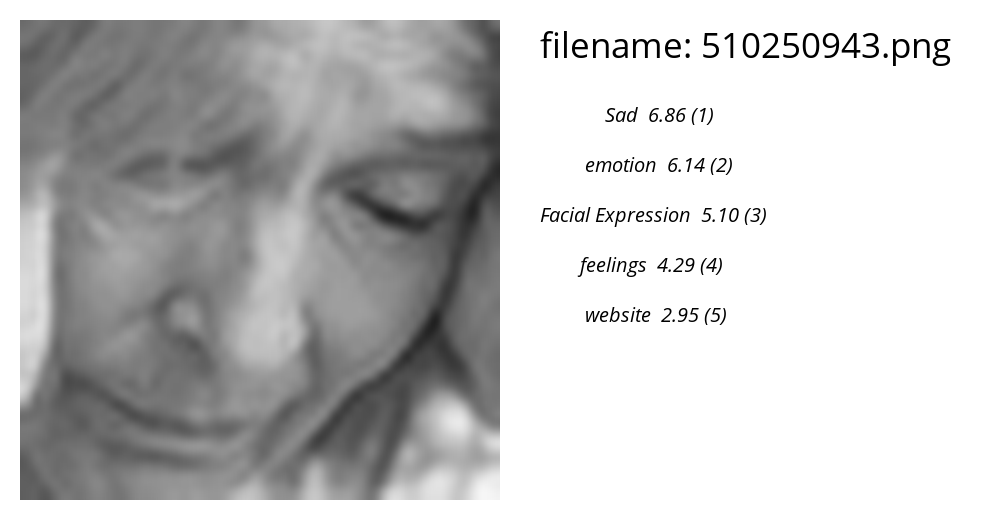 filename: 510250943.png
Sad 6.86 (1)
emotion 6.14 (2)
Facial Expression 5.10 (3)
feelings 4.29 (4)
website 2.95 (5)